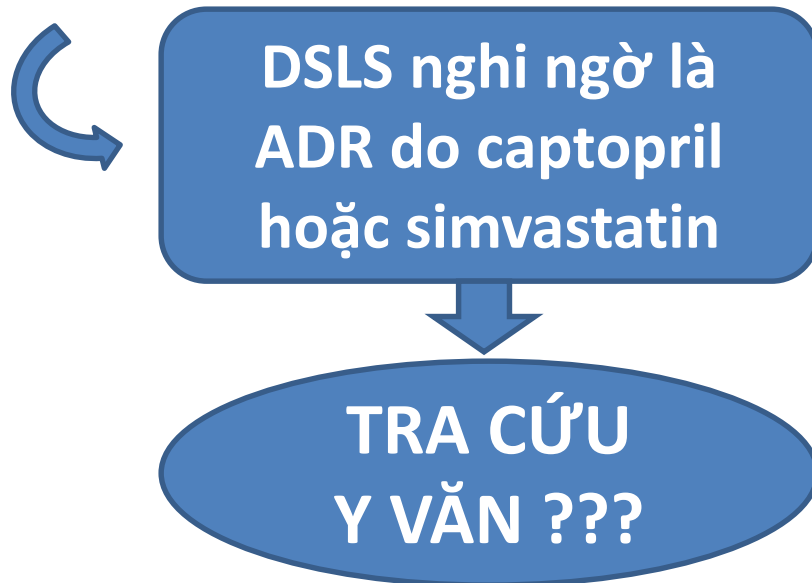 DSLS nghi ngờ là
ADR do captopril
hoặc simvastatin
TRA CỨU
Y VĂN ???